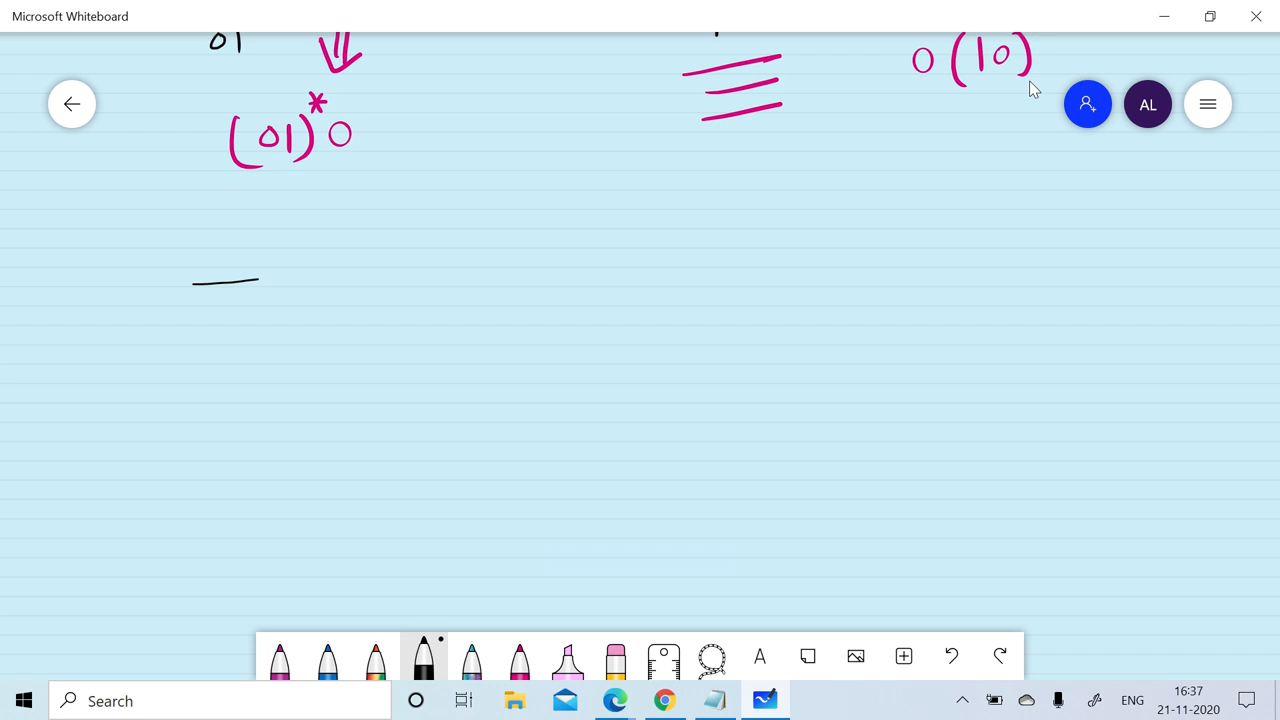 Microsoft Whiteboard
01
0 (10)
AL
*
(01) 0
A
Search
ENG
16:37
21-11-2020